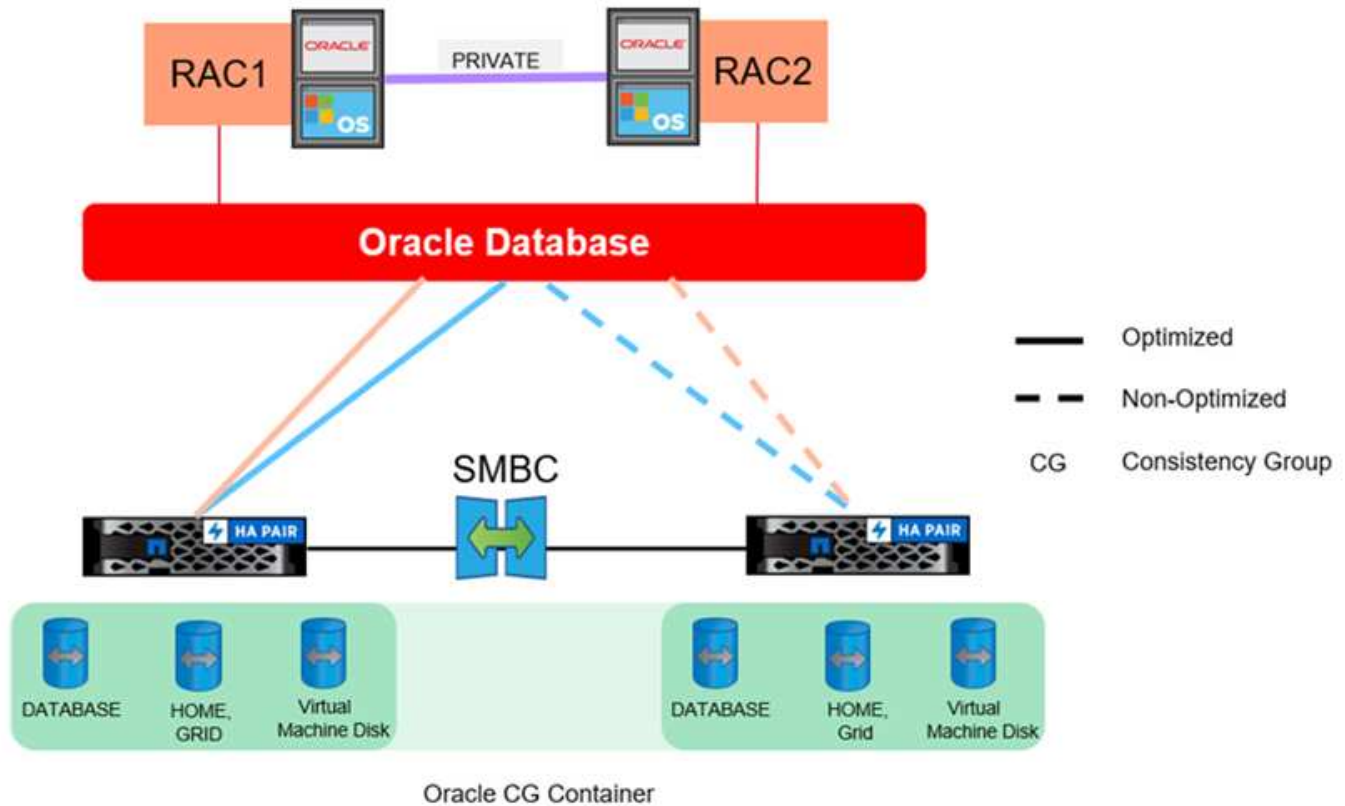 RAC1
ORACLE
OS
PRIVATE
ORACLE
OS
RAC2
Oracle Database
Optimized
Non-Optimized
CG Consistency Group
SMBC
HA PAIR
HA PAIR
DATABASE
HOME,
GRID
Virtual
Machine Disk
DATABASE
HOME,
Grid
Virtual
Machine Disk
Oracle CG Container